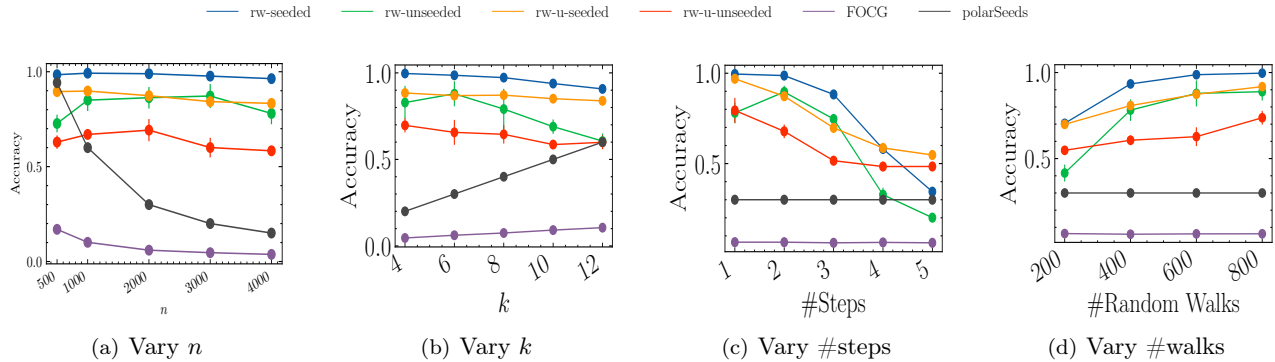 rw-seeded rw-unseeded rw-u-seeded rw-u-unseeded FOCG polarSeeds
Accuracy
1.0
0.5
0.0
500 1000 2000 3000 4000
n
(a) Vary n
Accuracy
1.0
0.5
0.0
4 6 8 10 12
k
(b) Vary k
Accuracy
1.0
0.5
1 2 3 4 5
#Steps
(c) Vary #steps
Accuracy
1.0
0.5
200 400 600 800
#Random Walks
(d) Vary #walks